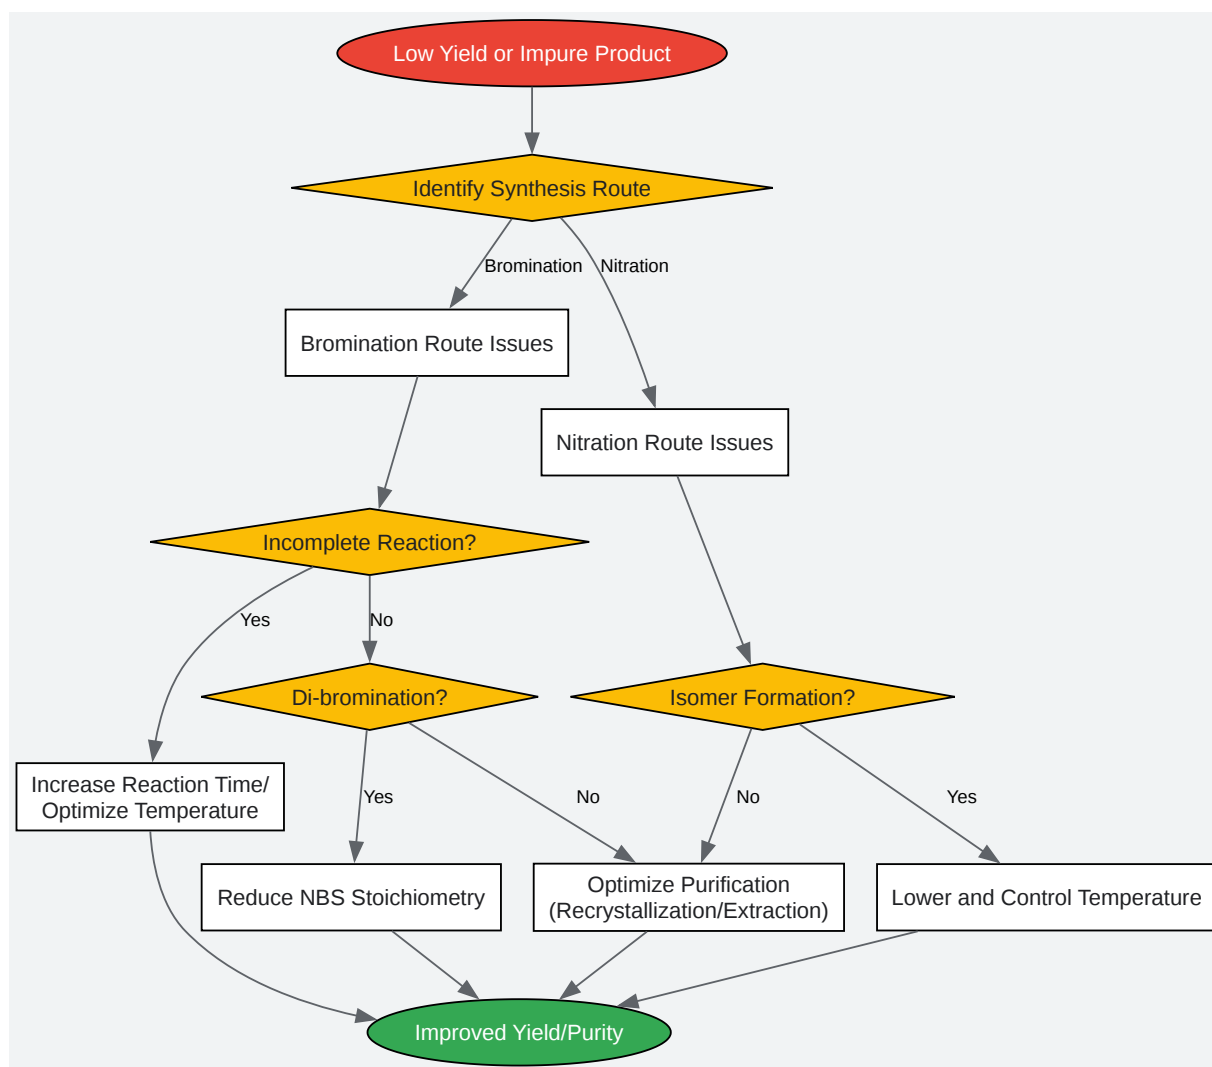 Low Yield or Impure Product
Identify Synthesis Route
Bromination
Nitration
Bromination Route Issues
Nitration Route Issues
Incomplete Reaction?
Yes
No
Di-bromination?
Isomer Formation?
Increase Reaction Time/
Optimize Temperature
Yes
No
No
Yes
Reduce NBS Stoichiometry
Optimize Purification
(Recrystallization/Extraction)
Lower and Control Temperature
Improved Yield/Purity